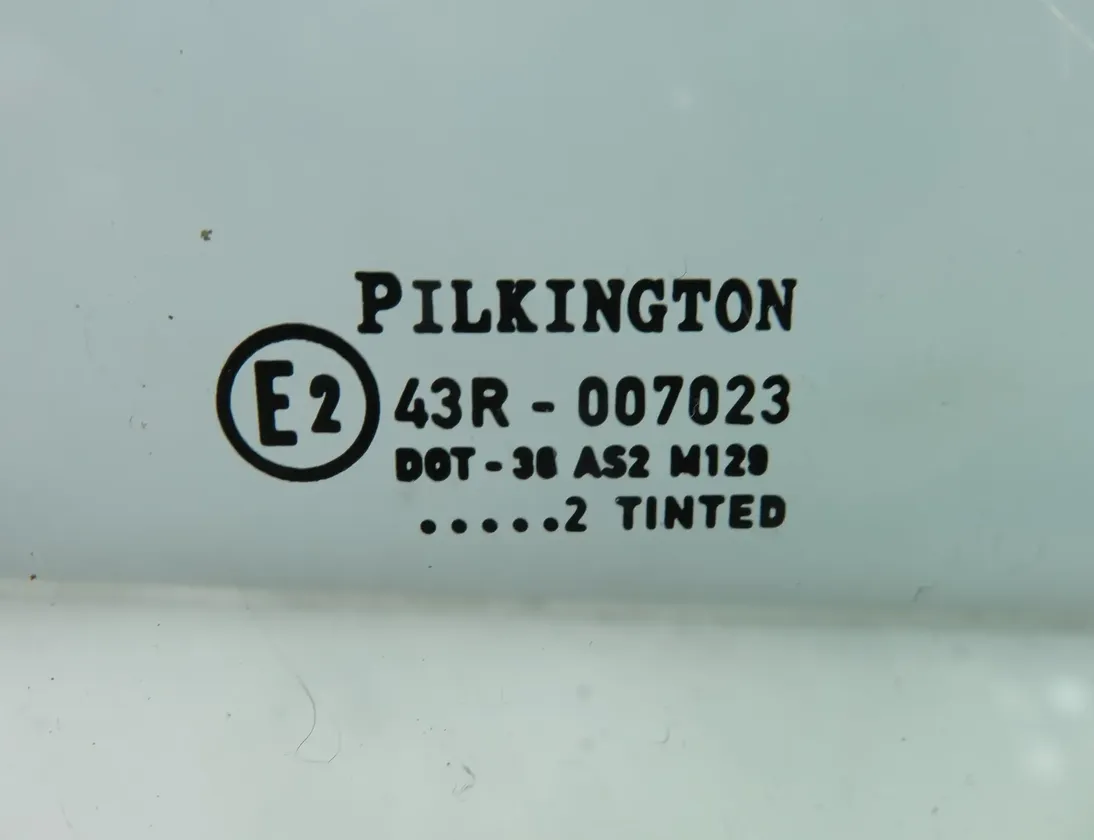 PILKINGTON
E2 43R - 007023
DOT - 38 AS2 M129
.....2 TINTED